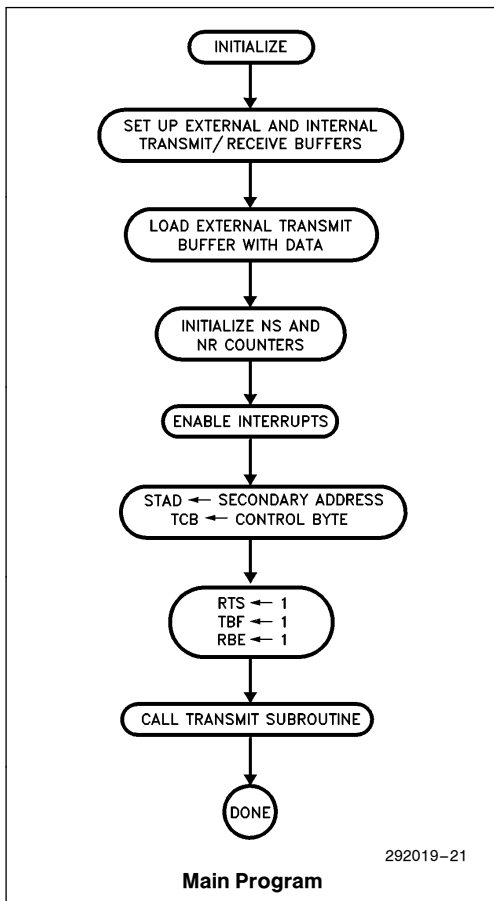 INITIALIZE
SET UP EXTERNAL AND INTERNAL
TRANSMIT/RECEIVE BUFFERS
LOAD EXTERNAL TRANSMIT
BUFFER WITH DATA
INITIALIZE NS AND
NR COUNTERS
ENABLE INTERRUPTS
STAD ← SECONDARY ADDRESS
TCB ← CONTROL BYTE
RTS ← 1
TBF ← 1
RBE ← 1
CALL TRANSMIT SUBROUTINE
DONE
292019–21
Main Program